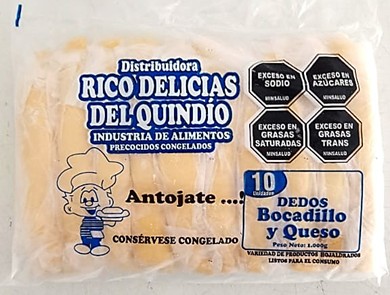 Distribuidora
RICO DELICIAS
DEL QUINDÍO
INDUSTRIA DE ALIMENTOS
PRECOCIDOS CONGELADOS
EXCESO EN
SODIO
MINSALUD
EXCESO EN
AZÚCARES
MINSALUD
EXCESO EN
GRASAS
SATURADAS
MINSALUD
EXCESO EN
GRASAS
TRANS
MINSALUD
Antojate ...!
CONSÉRVESE CONGELADO
10
Unidades
DEDOS
Bocadillo
y Queso
Peso Neto: 1.000g
VARIEDAD DE PRODUCTOS HOJALDRADOS
LISTOS PARA EL CONSUMO